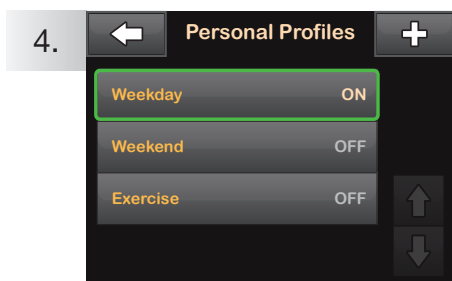 4.
Personal Profiles
Weekday ON
Weekend OFF
Exercise OFF